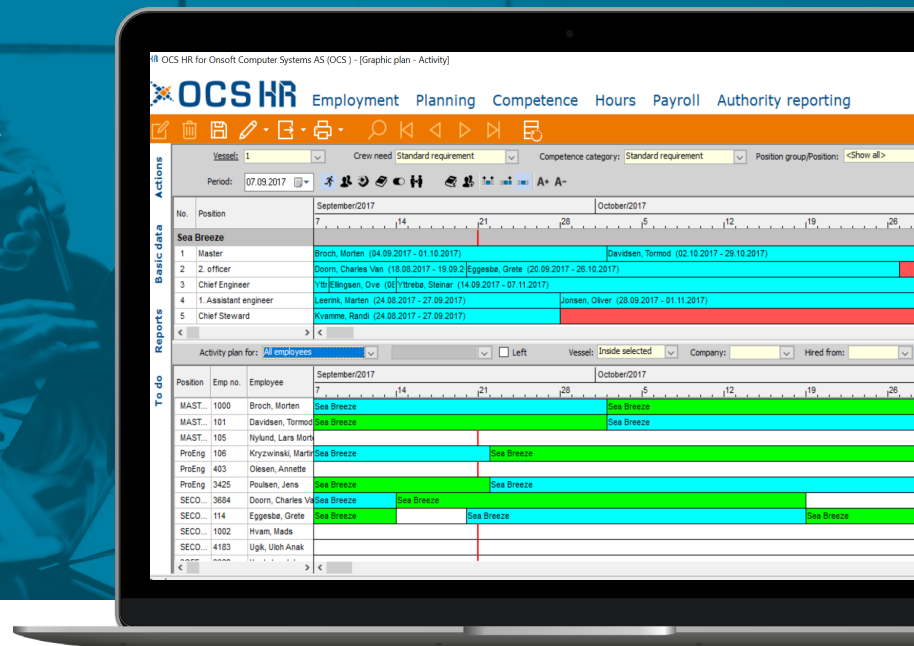 HR OCS HR for Onsoft Computer Systems AS (OCS ) - [Graphic plan - Activity]
OCS HR Employment Planning Competence Hours Payroll Authority reporting
Vessel: 1 Crew need Standard requirement Competence category: Standard requirement Position group/Position: <Show all>
Actions
Period: 07.09.2017 A+ A-
No. Position September/2017 October/2017
7 14 21 28 5 12 19 26
Sea Breeze
1 Master Broch, Morten (04.09.2017 - 01.10.2017) Davidsen, Tormod (02.10.2017 - 29.10.2017)
Basic data
2 2. officer Doorn, Charles Van (18.08.2017 - 19.09.2 Eggesbø, Grete (20.09.2017 - 26.10.2017)
3 Chief Engineer Yttr Ellingsen, Ove (08 Yttrebø, Steinar (14.09.2017 - 07.11.2017)
4 1. Assistant engineer Leerink, Marten (24.08.2017 - 27.09.2017) Jonsen, Oliver (28.09.2017 - 01.11.2017)
5 Chief Steward Kvamme, Randi (24.08.2017 - 27.09.2017)
Reports
Activity plan for: All employees Left Vessel: Inside selected Company: Hired from:
To do
Position Emp no. Employee September/2017 October/2017
7 14 21 28 5 12 19 26
MAST... 1000 Broch, Morten Sea Breeze Sea Breeze
MAST... 101 Davidsen, Tormod Sea Breeze Sea Breeze
MAST... 105 Nylund, Lars Mort
ProEng 106 Kryzwinski, Martin Sea Breeze Sea Breeze
ProEng 403 Olesen, Annette
ProEng 3425 Poulsen, Jens Sea Breeze Sea Breeze
SECO... 3684 Doorn, Charles Va Sea Breeze Sea Breeze
SECO... 114 Eggesbø, Grete Sea Breeze Sea Breeze Sea Breeze
SECO... 1002 Hvam, Mads
SECO... 4183 Ugik, Uloh Anak